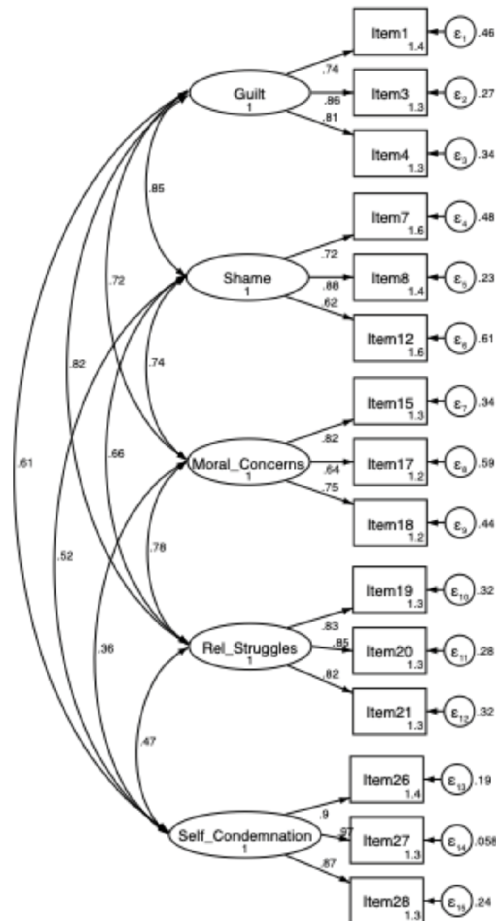 Item1
1.4
ε1
.46
.74
Guilt
1
.86
Item3
1.3
ε2
.27
.81
Item4
1.3
ε3
.34
.85
Item7
1.6
ε4
.48
.72
Shame
1
.88
Item8
1.4
ε5
.23
.62
Item12
1.6
ε6
.61
.72
.74
.82
.66
.61
Item15
1.3
ε7
.34
.82
Moral_Concerns
1
.64
Item17
1.2
ε8
.59
.75
Item18
1.2
ε9
.44
.52
.78
.36
Item19
1.3
ε10
.32
.83
Rel_Struggles
1
.85
Item20
1.3
ε11
.28
.82
Item21
1.3
ε12
.32
.47
Item26
1.4
ε13
.19
.9
Self_Condemnation
1
.97
Item27
1.3
ε14
.058
.87
Item28
1.3
ε15
.24